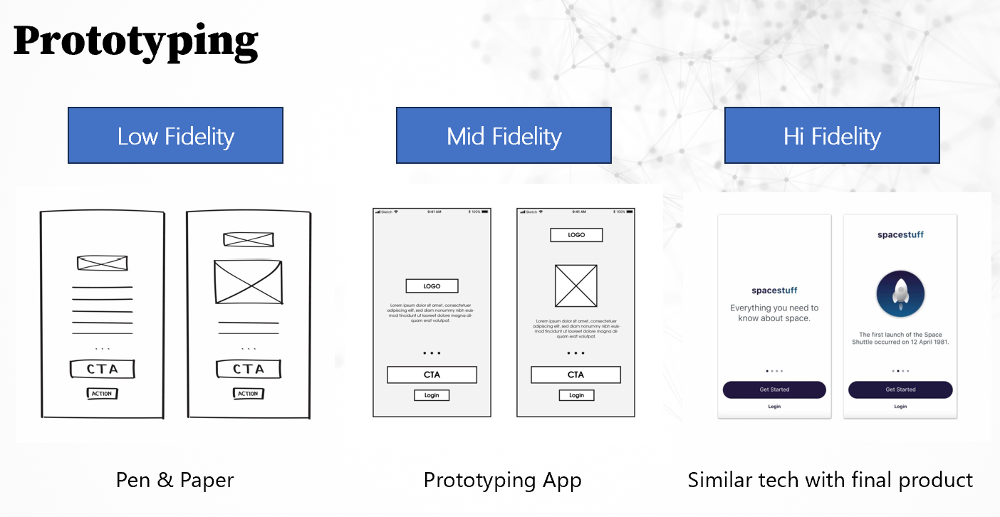 Prototyping
Low Fidelity
Mid Fidelity
Hi Fidelity
CTA
ACTION
CTA
ACTION
Sketch
9:41 AM
100%
LOGO
Lorem ipsum dolor sit amet, consectetuer
adipiscing elit, sed diam nonummy nibh euis-
mod tincidunt ut laoreet dolore magna ali-
quam erat volutpat.
CTA
Login
Sketch
9:41 AM
100%
LOGO
Lorem ipsum dolor sit amet, consectetuer
adipiscing elit, sed diam nonummy nibh euis-
mod tincidunt ut laoreet dolore magna ali-
quam erat volutpat.
CTA
Login
spacestuff
Everything you need to
know about space.
Get Started
Login
spacestuff
The first launch of the Space
Shuttle occurred on 12 April 1981.
Get Started
Login
Pen & Paper
Prototyping App
Similar tech with final product